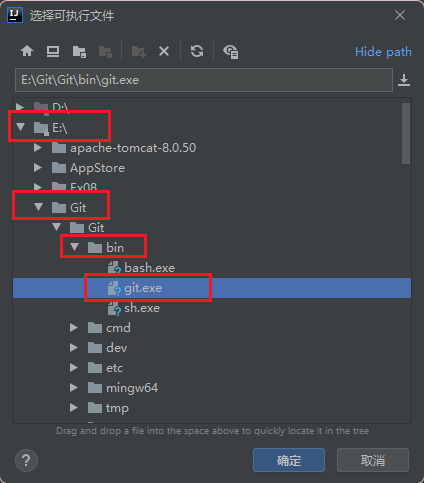 IJ 选择可执行文件
Hide path
E:\Git\Git\bin\git.exe
D:\
E:\
apache-tomcat-8.0.50
AppStore
Ex08
Git
Git
bin
bash.exe
git.exe
sh.exe
cmd
dev
etc
mingw64
tmp
Drag and drop a file into the space above to quickly locate it in the tree
? 确定 取消